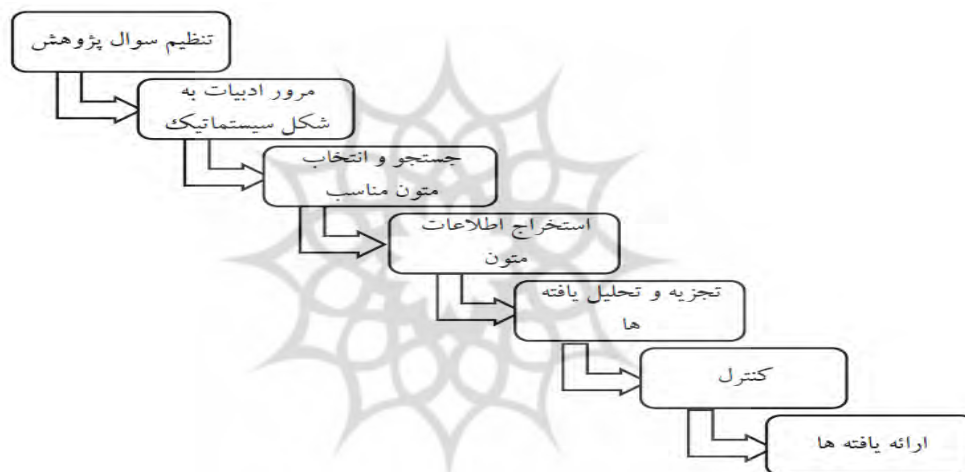 تنظیم سوال پژوهش
مرور ادبیات به
شکل سیستماتیک
جستجو و انتخاب
متون مناسب
استخراج اطلاعات
متون
تجزیه و تحلیل یافته
ها
کنترل
ارائه یافته ها